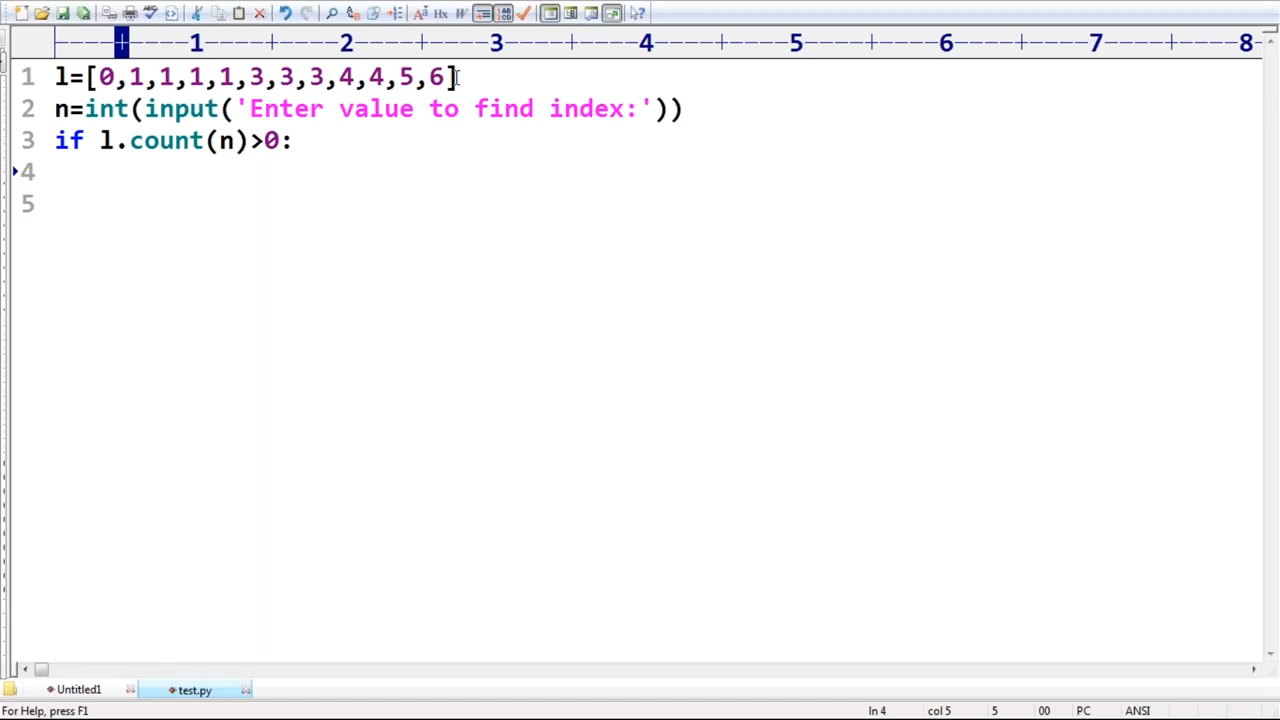 1 2 3 4 5 6 7 8
1 l=[0,1,1,1,1,3,3,3,4,4,5,6]
2 n=int(input('Enter value to find index:'))
3 if l.count(n)>0:
4
5
Untitled1 test.py
For Help, press F1 ln 4 col 5 5 00 PC ANSI